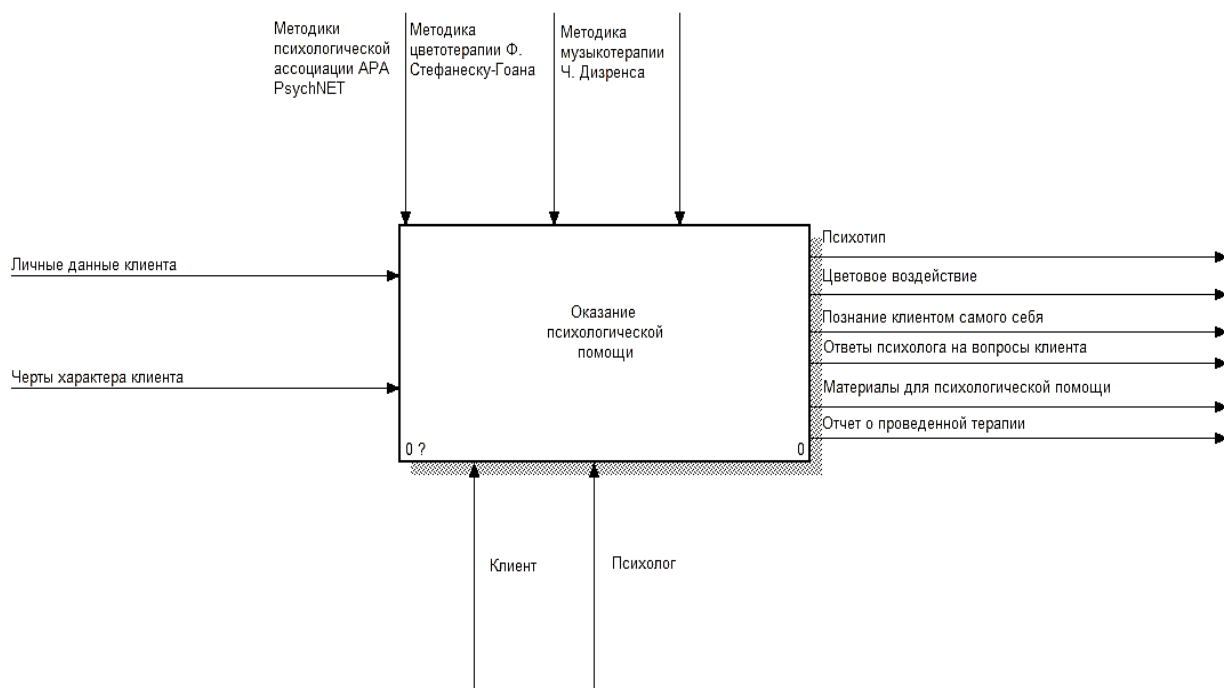 Методики
психологической
ассоциации APA
PsychNET
Методика
цветотерапии Ф.
Стефанеску-Гоана
Методика
музыкотерапии
Ч. Дизренса
Личные данные клиента
Черты характера клиента
Оказание
психологической
помощи
0 ?
0
Психотип
Цветовое воздействие
Познание клиентом самого себя
Ответы психолога на вопросы клиента
Материалы для психологической помощи
Отчет о проведенной терапии
Клиент
Психолог